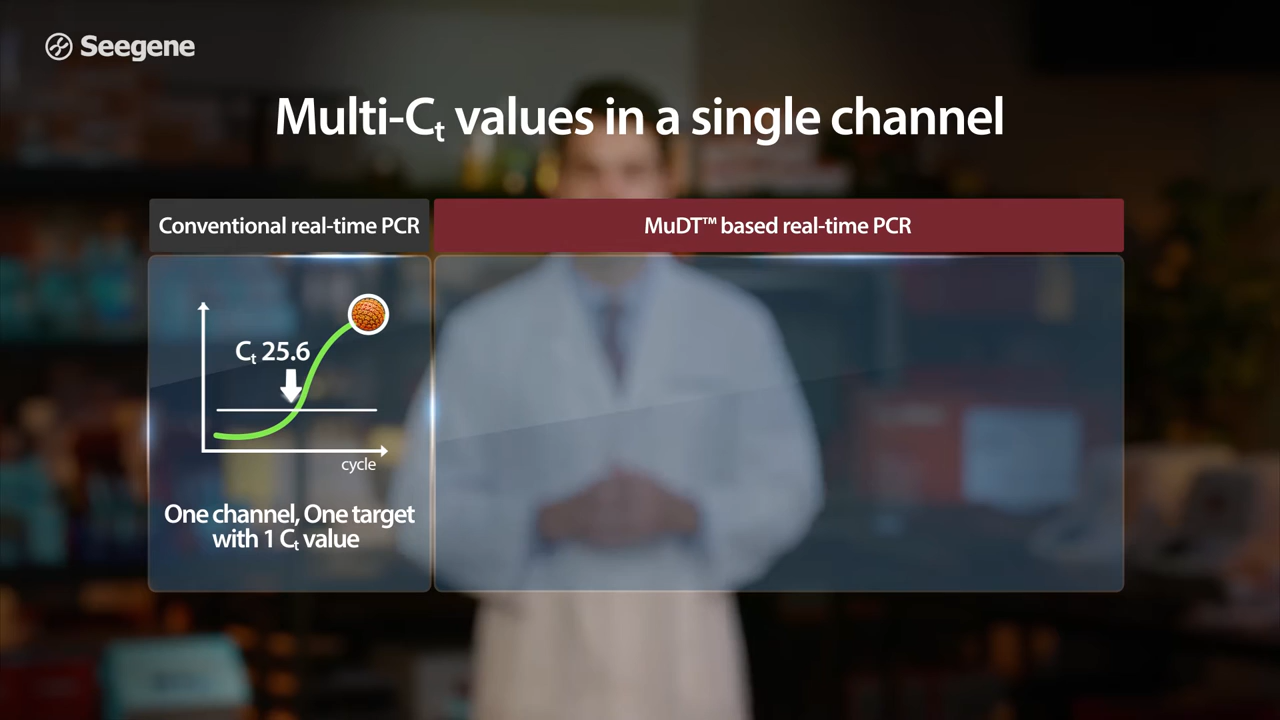 Seegene
Multi-Ct values in a single channel
Conventional real-time PCR
MuDT™ based real-time PCR
Ct 25.6
cycle
One channel, One target
with 1 Ct value